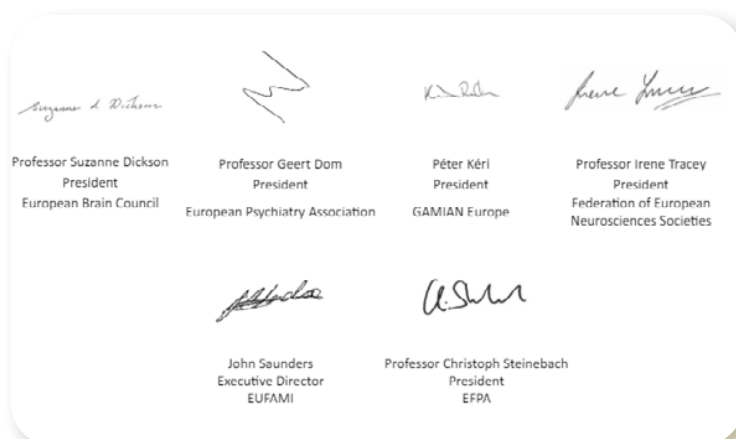 Suzanne L Dickson
Professor Suzanne Dickson
President
European Brain Council
Professor Geert Dom
President
European Psychiatry Association
Péter Kéri
President
GAMIAN Europe
Irene Tracey
Professor Irene Tracey
President
Federation of European
Neurosciences Societies
John Saunders
Executive Director
EUFAMI
Professor Christoph Steinebach
President
EFPA